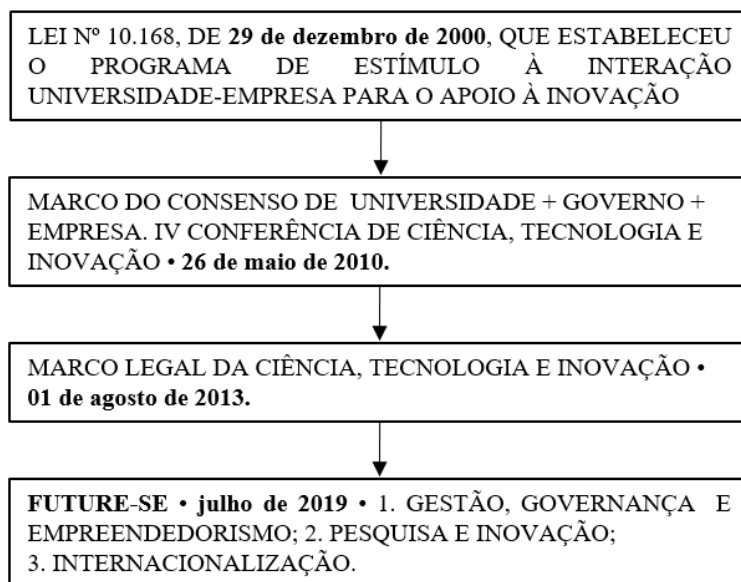 LEI Nº 10.168, DE 29 de dezembro de 2000, QUE ESTABELECEU
O PROGRAMA DE ESTÍMULO À INTERAÇÃO
UNIVERSIDADE-EMPRESA PARA O APOIO À INOVAÇÃO
MARCO DO CONSENSO DE UNIVERSIDADE + GOVERNO +
EMPRESA. IV CONFERÊNCIA DE CIÊNCIA, TECNOLOGIA E
INOVAÇÃO • 26 de maio de 2010.
MARCO LEGAL DA CIÊNCIA, TECNOLOGIA E INOVAÇÃO •
01 de agosto de 2013.
FUTURE-SE • julho de 2019 • 1. GESTÃO, GOVERNANÇA E
EMPREENDEDORISMO; 2. PESQUISA E INOVAÇÃO;
3. INTERNACIONALIZAÇÃO.